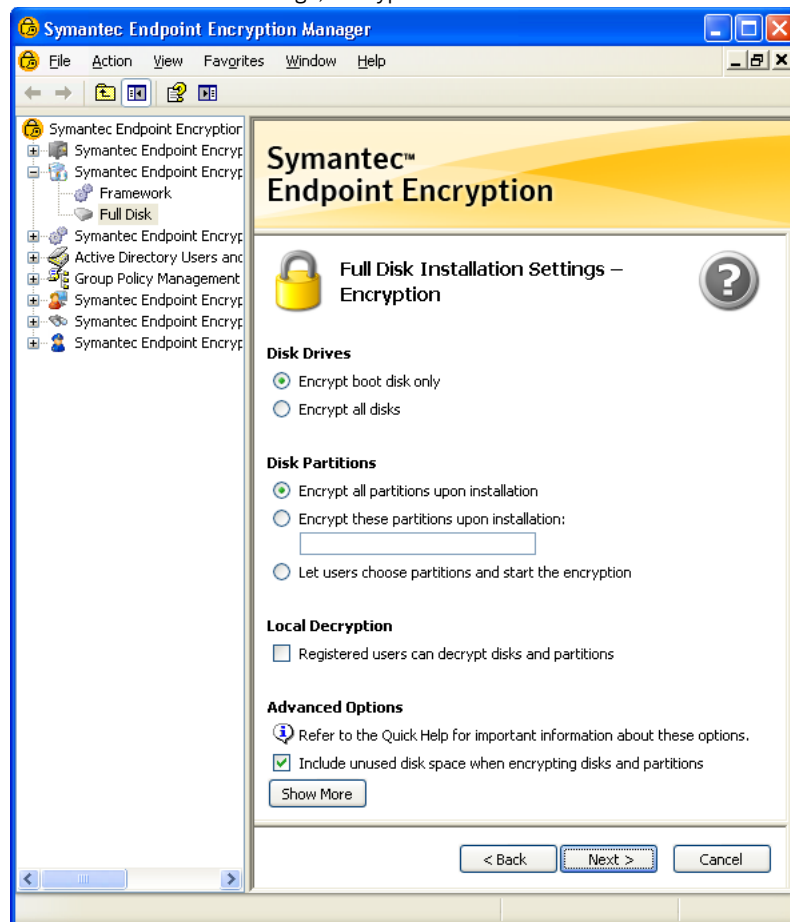 Symantec Endpoint Encryption Manager
File Action View Favorites Window Help
Symantec Endpoint Encryption
Symantec Endpoint Encryp
Symantec Endpoint Encryp
Framework
Full Disk
Symantec Endpoint Encryp
Active Directory Users and
Group Policy Management
Symantec Endpoint Encryp
Symantec Endpoint Encryp
Symantec Endpoint Encryp
Symantec™
Endpoint Encryption
Full Disk Installation Settings –
Encryption
Disk Drives
Encrypt boot disk only
Encrypt all disks
Disk Partitions
Encrypt all partitions upon installation
Encrypt these partitions upon installation:
Let users choose partitions and start the encryption
Local Decryption
Registered users can decrypt disks and partitions
Advanced Options
Refer to the Quick Help for important information about these options.
Include unused disk space when encrypting disks and partitions
Show More
< Back Next > Cancel